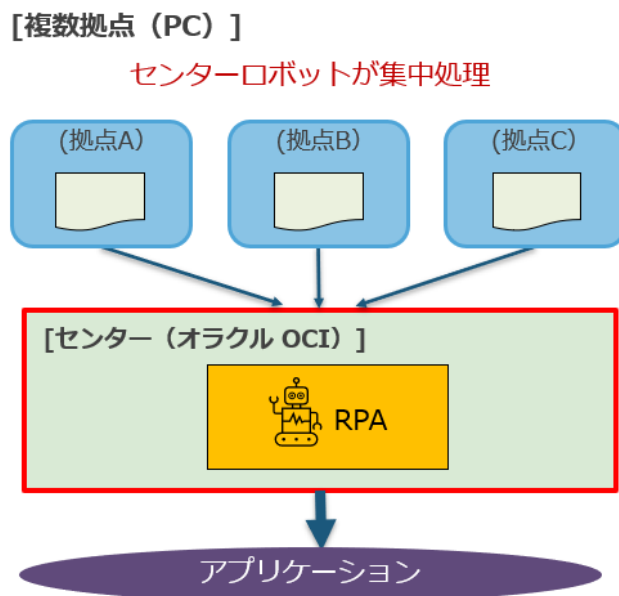 [複数拠点（PC）]
センターロボットが集中処理
(拠点A） (拠点B） (拠点C）
[センター（オラクル OCI）]
RPA
アプリケーション